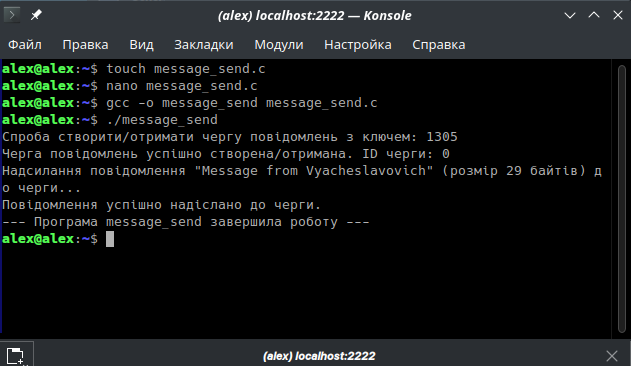 (alex) localhost:2222 — Konsole
Файл Правка Вид Закладки Модули Настройка Справка
alex@alex:~$ touch message_send.c
alex@alex:~$ nano message_send.c
alex@alex:~$ gcc -o message_send message_send.c
alex@alex:~$ ./message_send
Спроба створити/отримати чергу повідомлень з ключем: 1305
Черга повідомлень успішно створена/отримана. ID черги: 0
Надсилання повідомлення "Message from Vyacheslavovich" (розмір 29 байтів) д
о черги...
Повідомлення успішно надіслано до черги.
--- Програма message_send завершила роботу ---
alex@alex:~$
(alex) localhost:2222